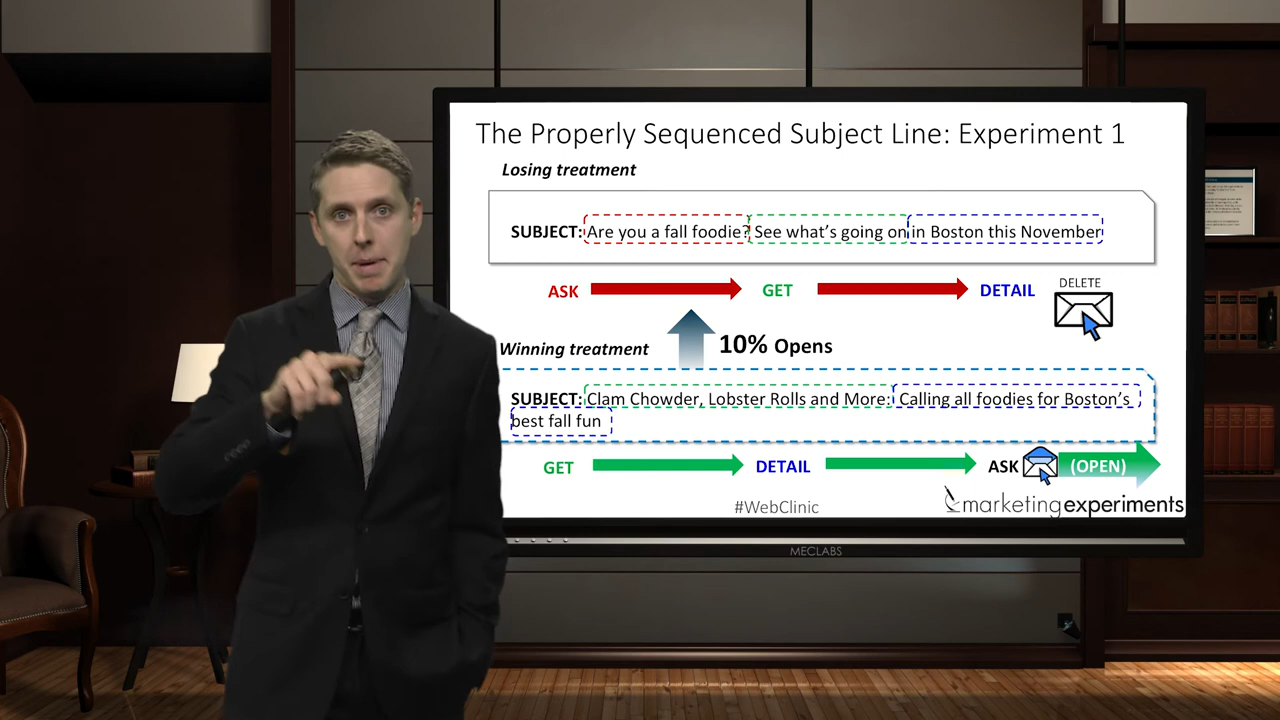 The Properly Sequenced Subject Line: Experiment 1
Losing treatment
SUBJECT: Are you a fall foodie? See what's going on in Boston this November
ASK GET DETAIL DELETE
10% Opens
Winning treatment
SUBJECT: Clam Chowder, Lobster Rolls and More: Calling all foodies for Boston's
best fall fun
GET DETAIL ASK (OPEN)
#WebClinic
marketingexperiments
MECLABS